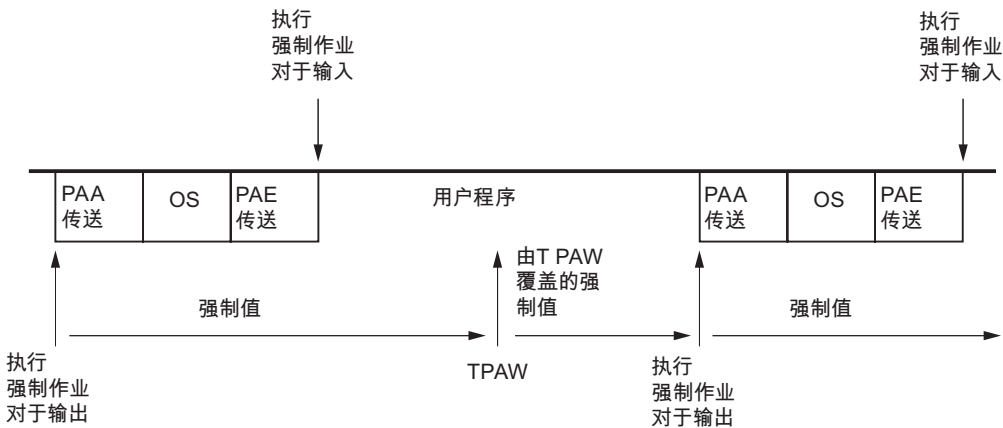 执行
强制作业
对于输入
执行
强制作业
对于输入
PAA
传送
OS
PAE
传送
用户程序
PAA
传送
OS
PAE
传送
由T PAW
覆盖的强
制值
强制值
强制值
执行
强制作业
对于输出
TPAW
执行
强制作业
对于输出